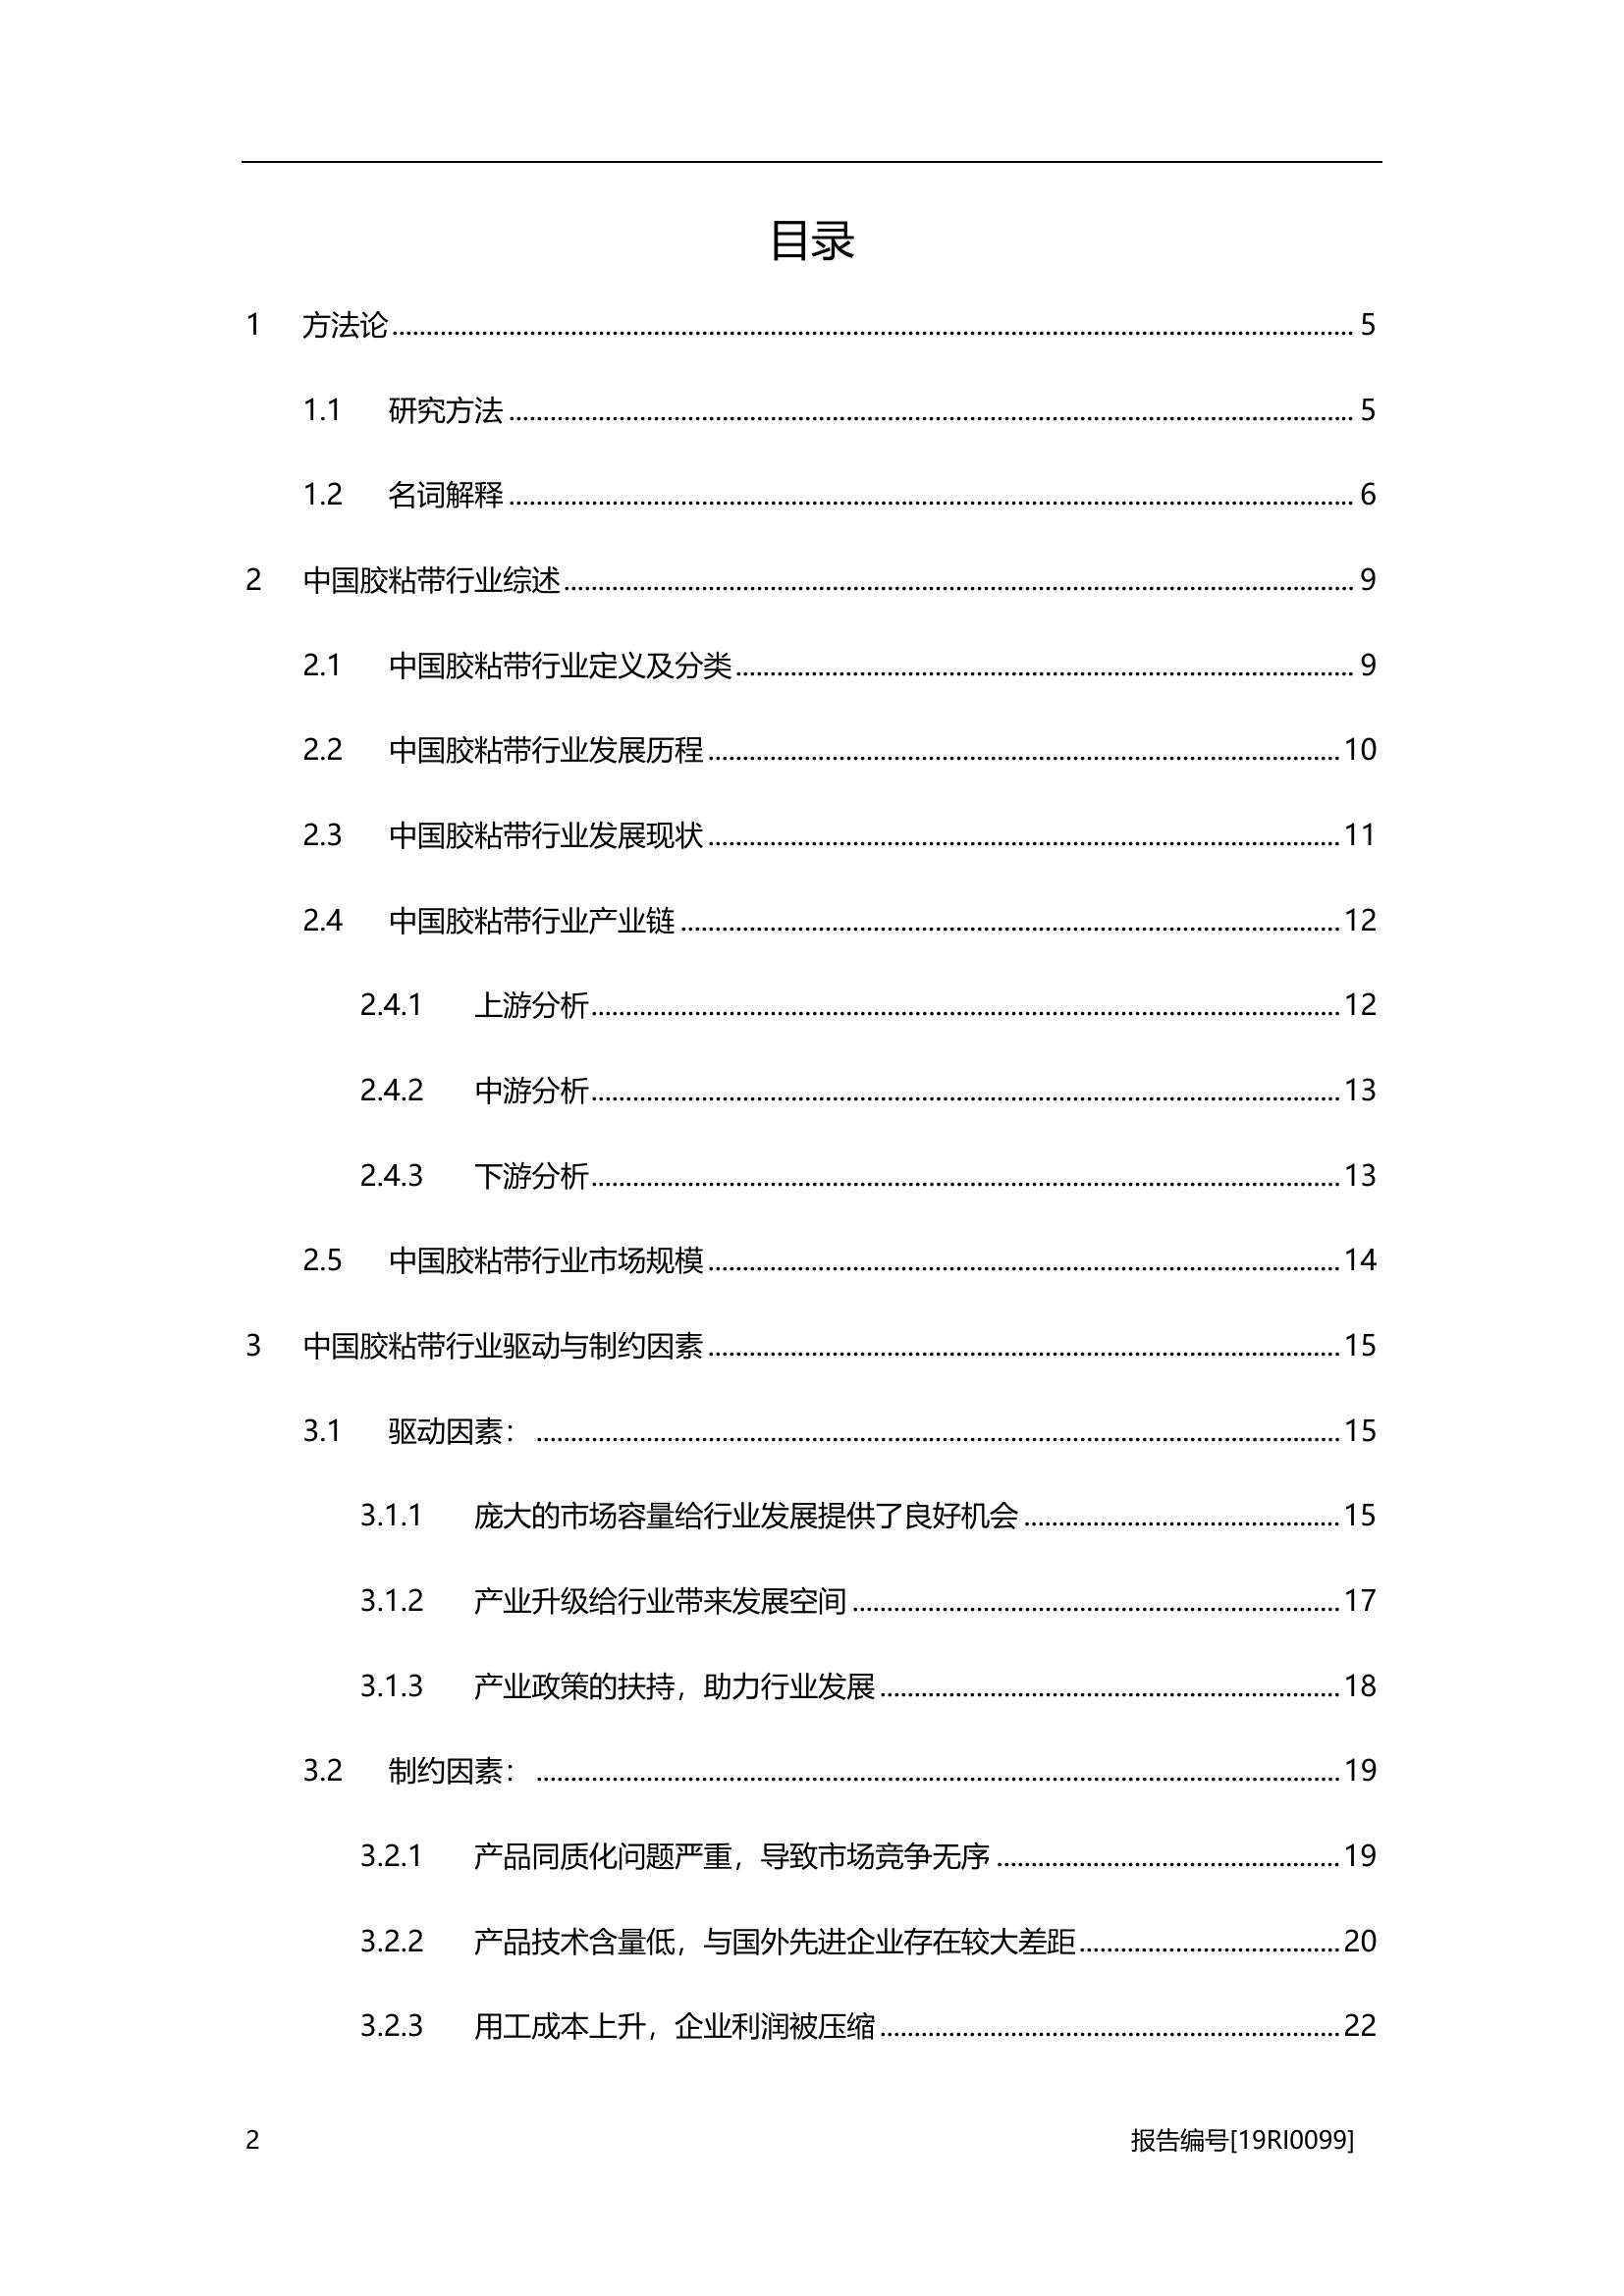 目录
1 方法论 5
1.1 研究方法 5
1.2 名词解释 6
2 中国胶粘带行业综述 9
2.1 中国胶粘带行业定义及分类 9
2.2 中国胶粘带行业发展历程 10
2.3 中国胶粘带行业发展现状 11
2.4 中国胶粘带行业产业链 12
2.4.1 上游分析 12
2.4.2 中游分析 13
2.4.3 下游分析 13
2.5 中国胶粘带行业市场规模 14
3 中国胶粘带行业驱动与制约因素 15
3.1 驱动因素： 15
3.1.1 庞大的市场容量给行业发展提供了良好机会 15
3.1.2 产业升级给行业带来发展空间 17
3.1.3 产业政策的扶持，助力行业发展 18
3.2 制约因素： 19
3.2.1 产品同质化问题严重，导致市场竞争无序 19
3.2.2 产品技术含量低，与国外先进企业存在较大差距 20
3.2.3 用工成本上升，企业利润被压缩 22
2 报告编号[19RI0099]